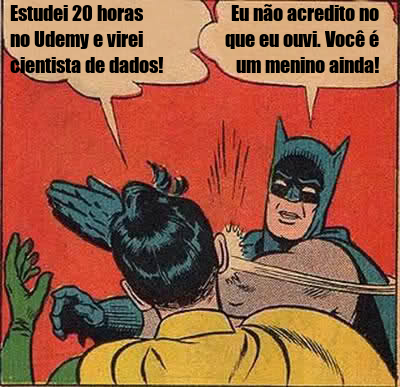 Estudei 20 horas
no Udemy e virei
cientista de dados!
Eu não acredito no
que eu ouvi. Você é
um menino ainda!